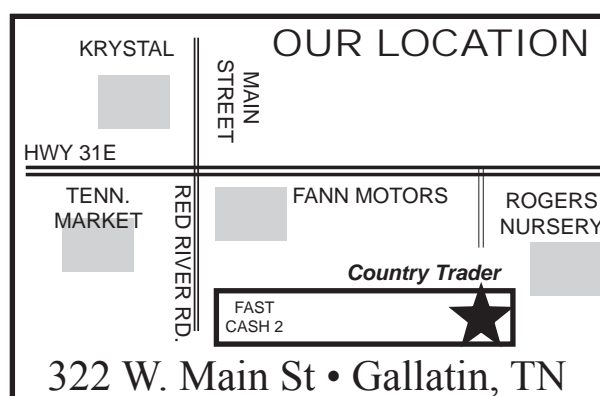 OUR LOCATION
KRYSTAL
MAIN
STREET
HWY 31E
TENN.
MARKET
RED RIVER RD.
FANN MOTORS
ROGERS
NURSERY
Country Trader
FAST
CASH 2
322 W. Main St • Gallatin, TN